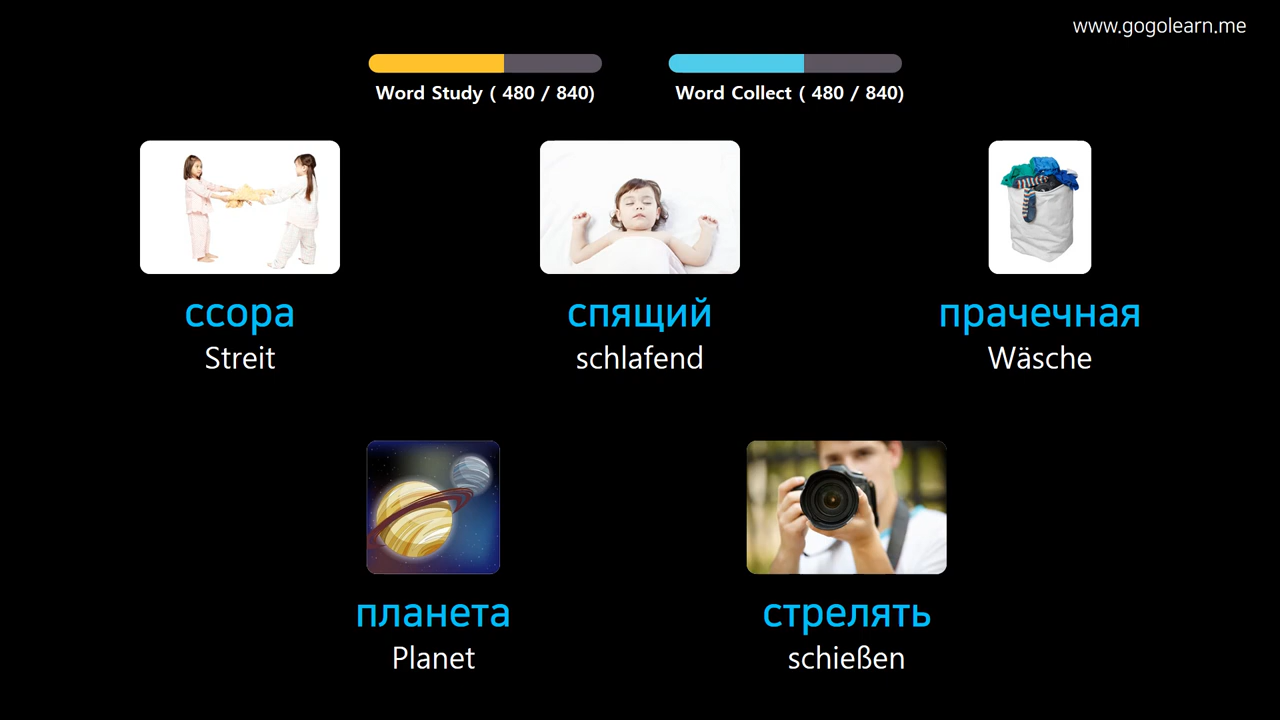 www.gogolearn.me
Word Study ( 480 / 840)
Word Collect ( 480 / 840)
ссора
Streit
спящий
schlafend
прачечная
Wäsche
планета
Planet
стрелять
schießen